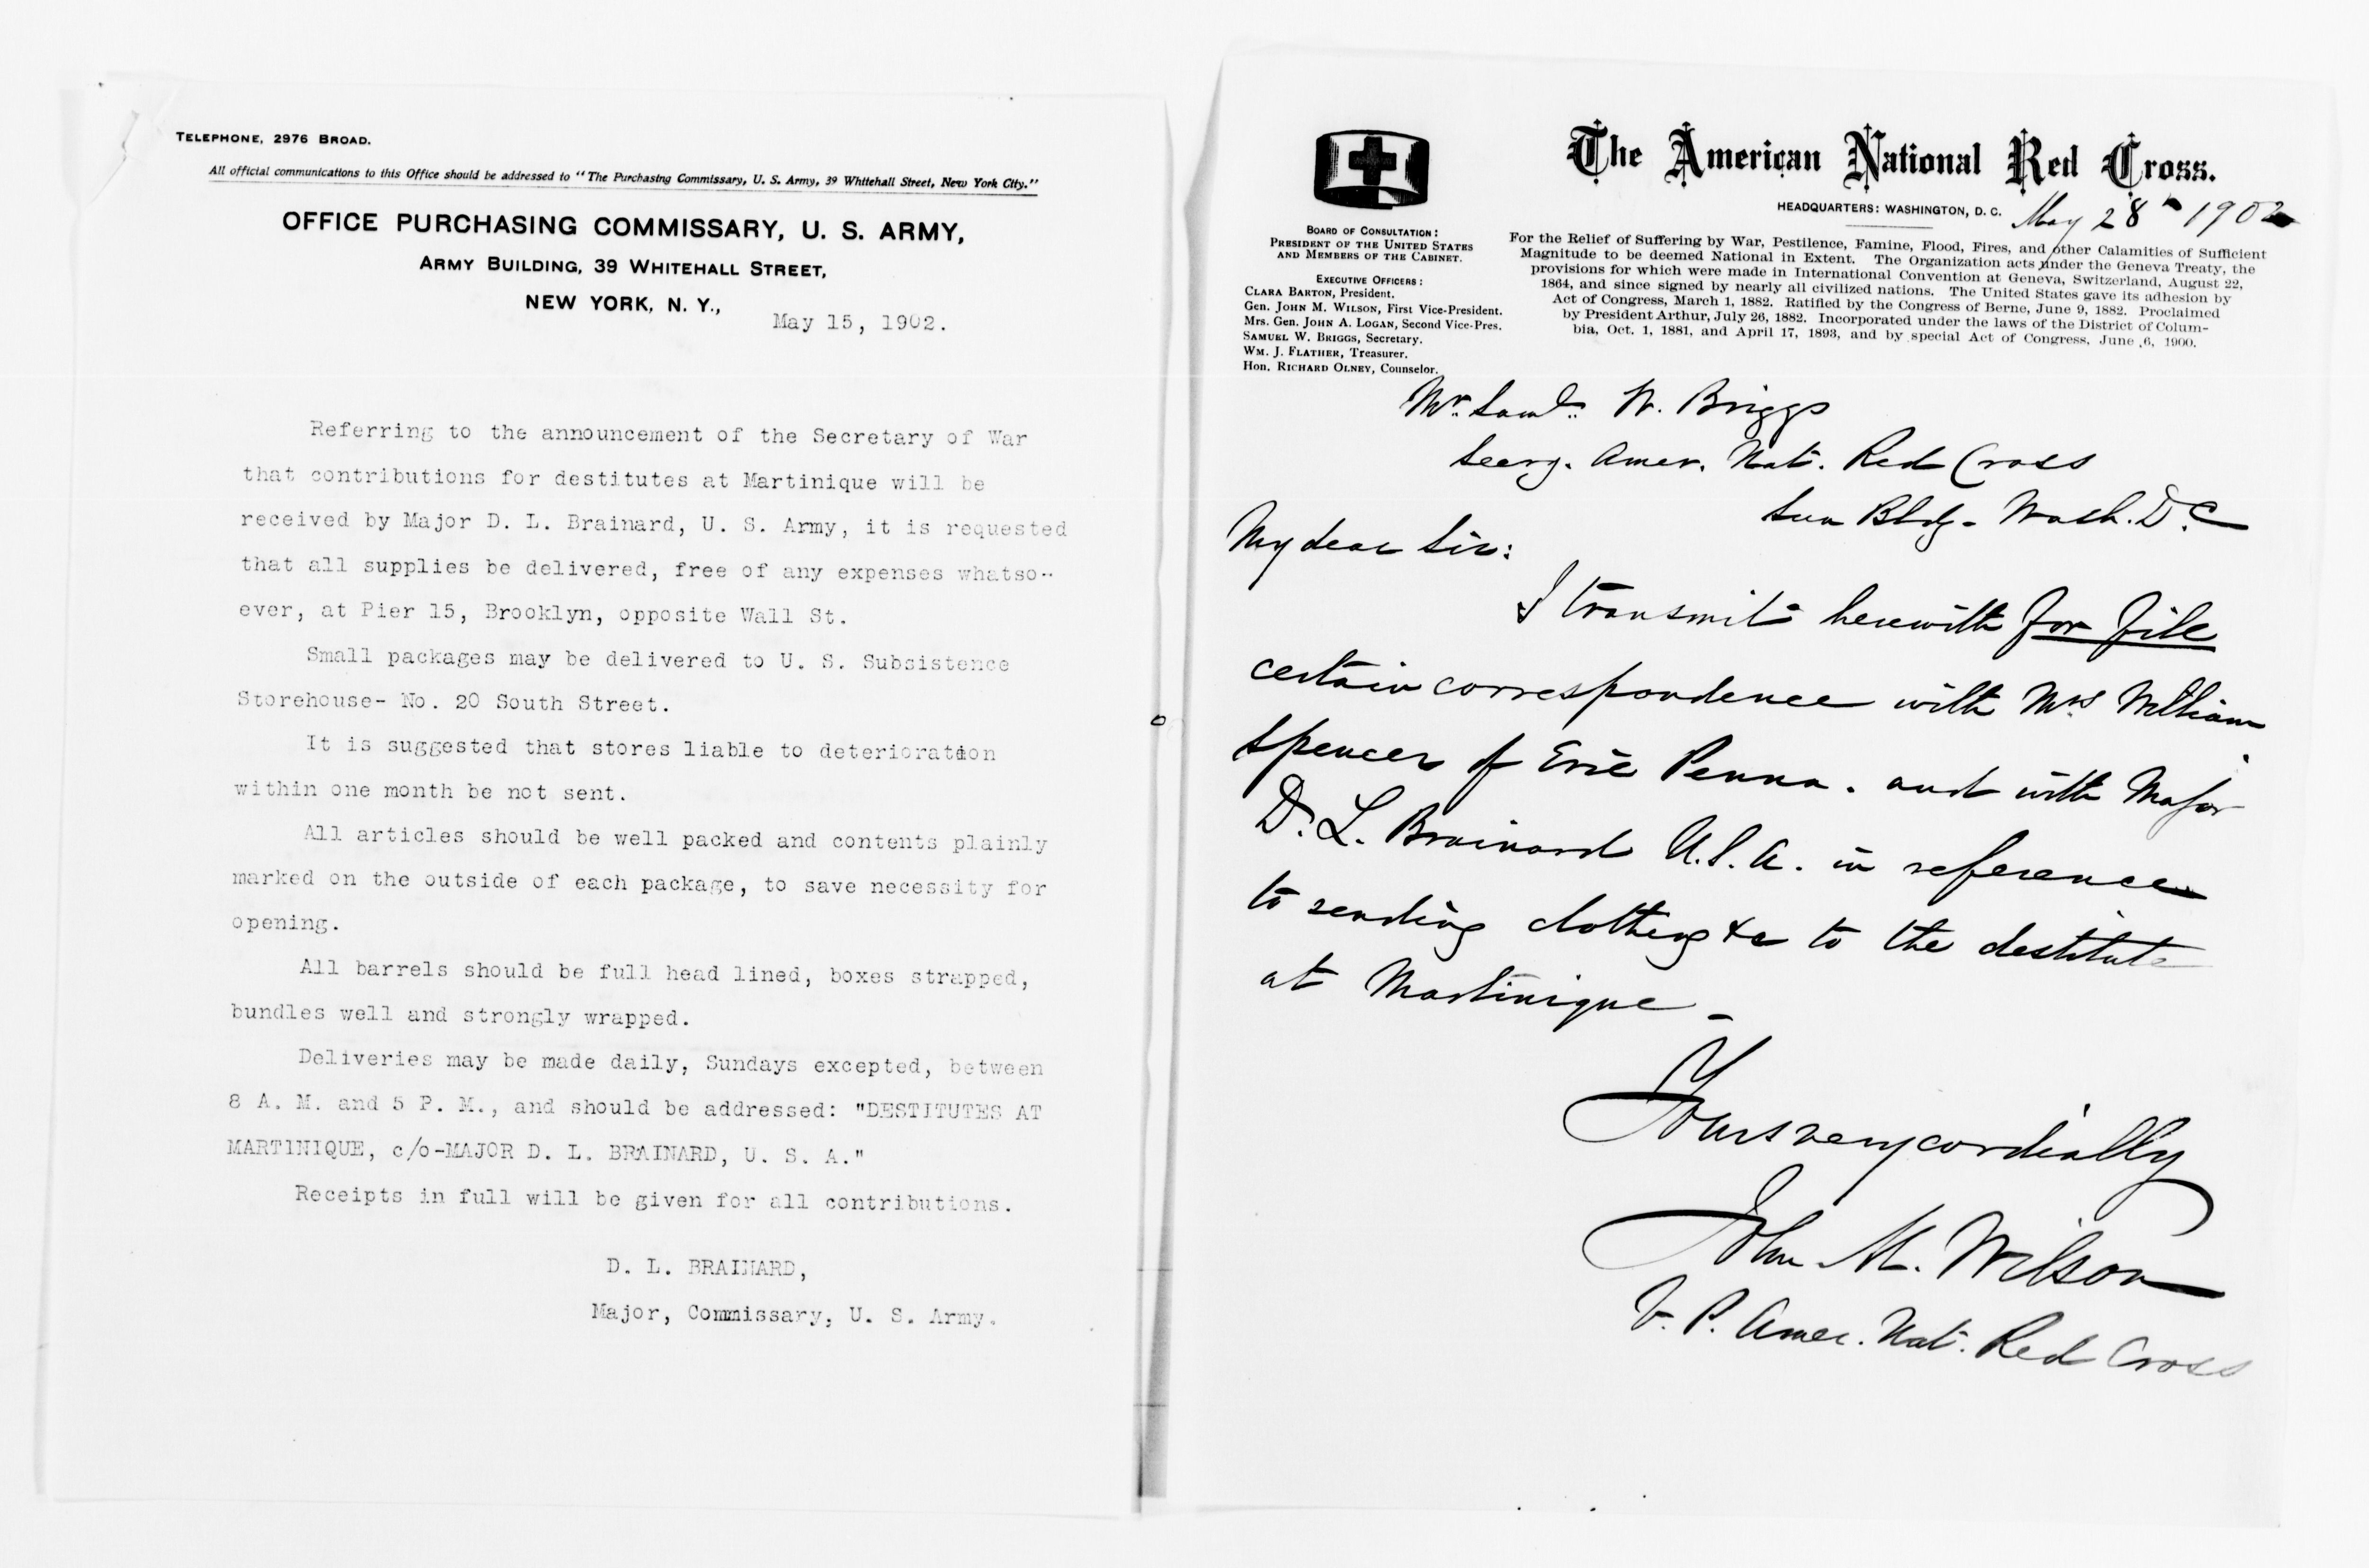 TELEPHONE, 2976 BROAD.
All official communications to this Office should be addressed to "The Purchasing Commissary, U. S. Army, 39 Whitehall Street, New York City."
OFFICE PURCHASING COMMISSARY, U. S. ARMY,
ARMY BUILDING, 39 WHITEHALL STREET,
NEW YORK, N. Y.,
May 15, 1902.
Referring to the announcement of the Secretary of War
that contributions for destitutes at Martinique will be
received by Major D. L. Brainard, U. S. Army, it is requested
that all supplies be delivered, free of any expenses whatso-
ever, at Pier 15, Brooklyn, opposite Wall St.
Small packages may be delivered to U. S. Subsistence
Storehouse- No. 20 South Street.
It is suggested that stores liable to deterioration
within one month be not sent.
All articles should be well packed and contents plainly
marked on the outside of each package, to save necessity for
opening.
All barrels should be full head lined, boxes strapped,
bundles well and strongly wrapped.
Deliveries may be made daily, Sundays excepted, between
8 A. M. and 5 P. M., and should be addressed: "DESTITUTES AT
MARTINIQUE, c/o-MAJOR D. L. BRAINARD, U. S. A."
Receipts in full will be given for all contributions.
D. L. BRAINARD,
Major, Commissary, U. S. Army.
The American National Red Cross.
HEADQUARTERS: WASHINGTON, D. C. May 28th 1902
BOARD OF CONSULTATION:
PRESIDENT OF THE UNITED STATES
AND MEMBERS OF THE CABINET.
EXECUTIVE OFFICERS:
CLARA BARTON, President.
Gen. JOHN M. WILSON, First Vice-President.
Mrs. Gen. JOHN A. LOGAN, Second Vice-Pres.
SAMUEL W. BRIGGS, Secretary.
WM. J. FLATHER, Treasurer.
Hon. RICHARD OLNEY, Counselor.
For the Relief of Suffering by War, Pestilence, Famine, Flood, Fires, and other Calamities of Sufficient
Magnitude to be deemed National in Extent. The Organization acts under the Geneva Treaty, the
provisions for which were made in International Convention at Geneva, Switzerland, August 22,
1864, and since signed by nearly all civilized nations. The United States gave its adhesion by
Act of Congress, March 1, 1882. Ratified by the Congress of Berne, June 9, 1882. Proclaimed
by President Arthur, July 26, 1882. Incorporated under the laws of the District of Colum-
bia, Oct. 1, 1881, and April 17, 1893, and by special Act of Congress, June 6, 1900.
Mr. Saml. W. Briggs
Secry. Amer. Nat. Red Cross
Sun Bldg- Wash. D. C
My dear Sir:
I transmit herewith for file
certain correspondence with Mrs William
Spencer of Erie Penna. and with Major
D. L. Brainard U.S.A. in reference
to sending clothing &c to the destitute
at Martinique_
Yours very cordially
John M. Wilson
V. P. Amer. Nat. Red Cross